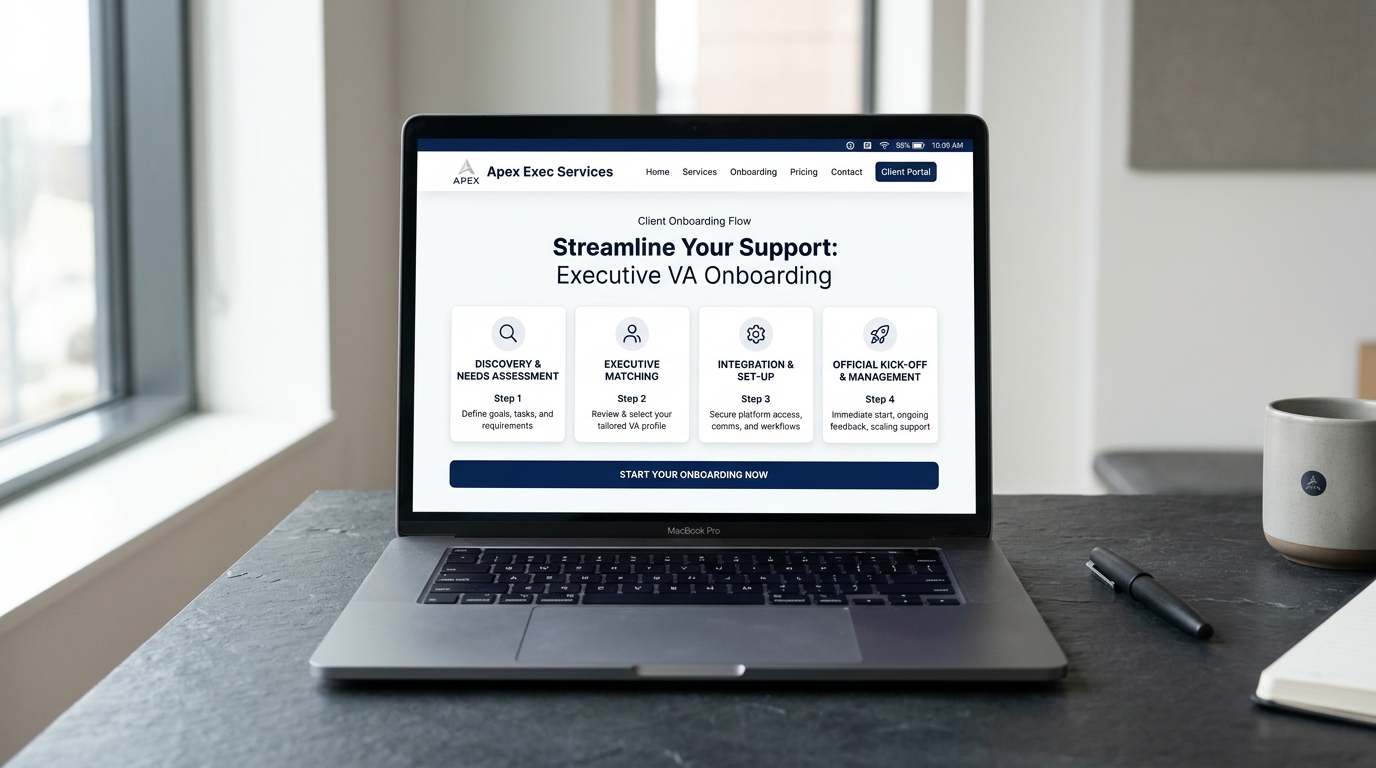 88% 10:09 AM
APEX
Apex Exec Services
Home Services Onboarding Pricing Contact Client Portal
Client Onboarding Flow
Streamline Your Support:
Executive VA Onboarding
DISCOVERY &
NEEDS ASSESSMENT
Step 1
Define goals, tasks, and
requirements
EXECUTIVE
MATCHING
Step 2
Review & select your
tailored VA profile
INTEGRATION &
SET-UP
Step 3
Secure platform access,
comms, and werkflows
OFFICIAL KICK-OFF
& MANAGEMENT
Step 4
Immediate start, ongoing
feedback, scaling support
START YOUR ONBOARDING NOW
MacBook Pro